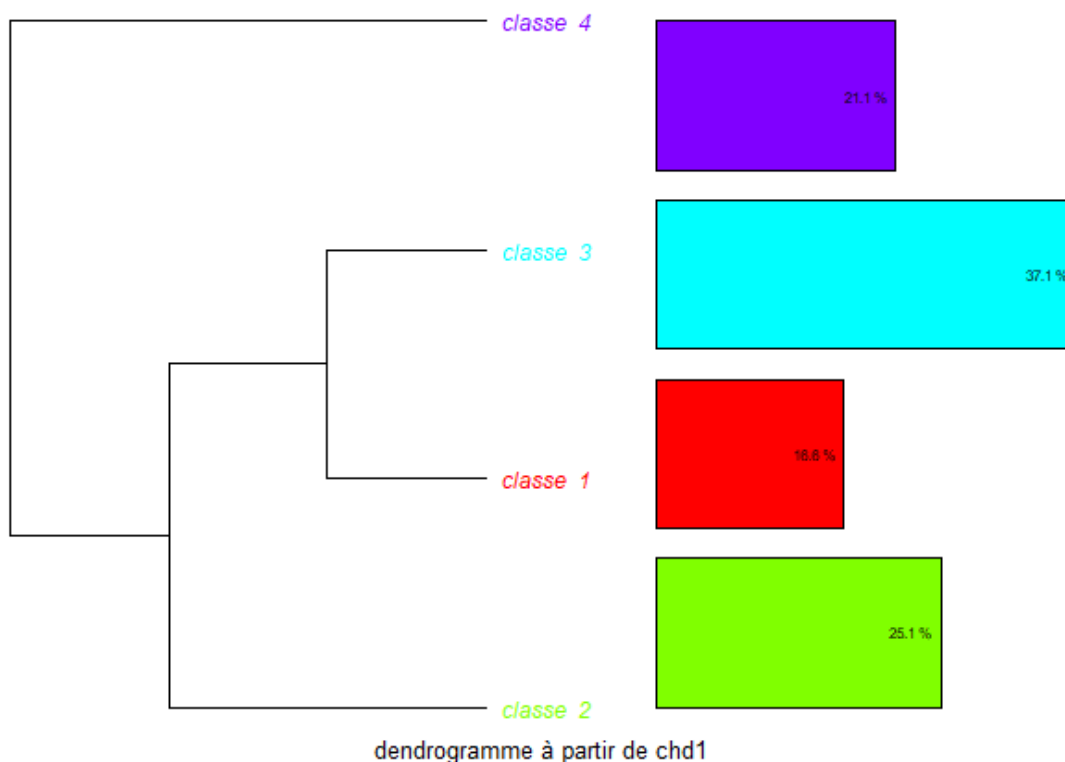 classe 4
21.1 %
classe 3
37.1 %
classe 1
16.6 %
25.1 %
classe 2
dendrogramme à partir de chd1